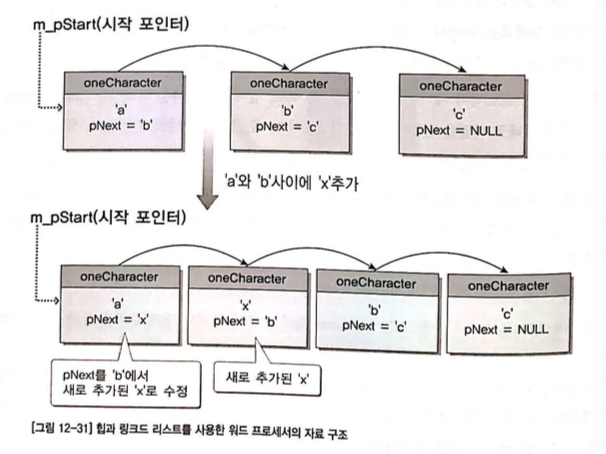 m_pStart(시작 포인터)
oneCharacter
'a'
pNext = 'b'
oneCharacter
'b'
pNext = 'c'
oneCharacter
'c'
pNext = NULL
'a'와 'b'사이에 'x'추가
m_pStart(시작 포인터)
oneCharacter
'a'
pNext = 'x'
oneCharacter
'x'
pNext = 'b'
oneCharacter
'b'
pNext = 'c'
oneCharacter
'c'
pNext = NULL
pNext를 'b'에서
새로 추가된 'x'로 수정
새로 추가된 'x'
[그림 12-31] 힙과 링크드 리스트를 사용한 워드 프로세서의 자료 구조